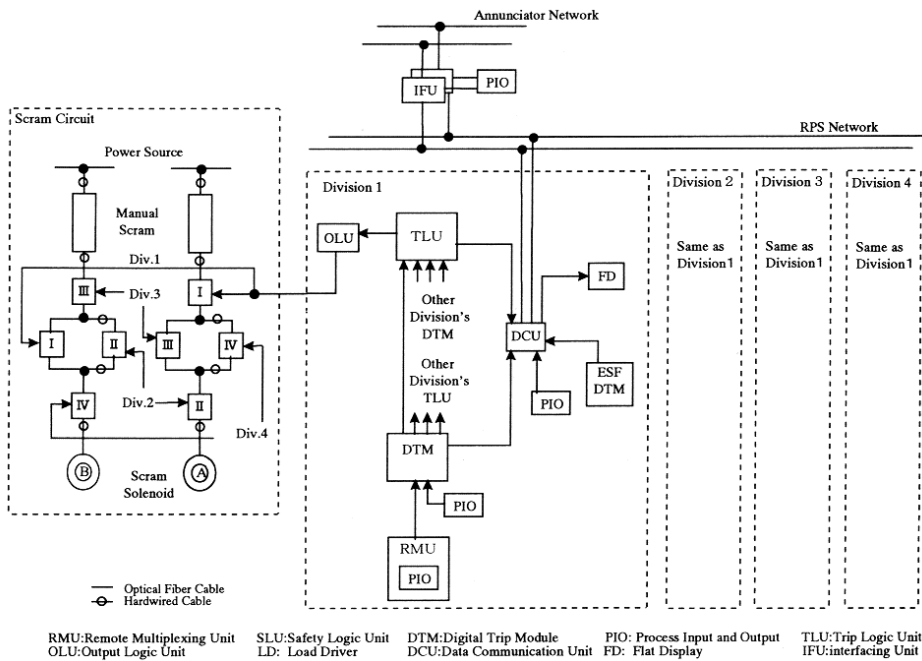 Annunciator Network
IFU
PIO
RPS Network
Scram Circuit
Power Source
Manual
Scram
Div.1
III
Div.3
I
I
II
III
IV
Div.2
IV
II
Div.4
B
A
Scram
Solenoid
Division 1
OLU
TLU
Other
Division's
DTM
FD
DCU
Other
Division's
TLU
PIO
ESF
DTM
DTM
PIO
RMU
PIO
Division 2
Same as
Division1
Division 3
Same as
Division1
Division 4
Same as
Division1
Optical Fiber Cable
Hardwired Cable
RMU:Remote Multiplexing Unit SLU:Safety Logic Unit DTM:Digital Trip Module PIO: Process Input and Output TLU:Trip Logic Unit
OLU:Output Logic Unit LD: Load Driver DCU:Data Communication Unit FD: Flat Display IFU:interfacing Unit